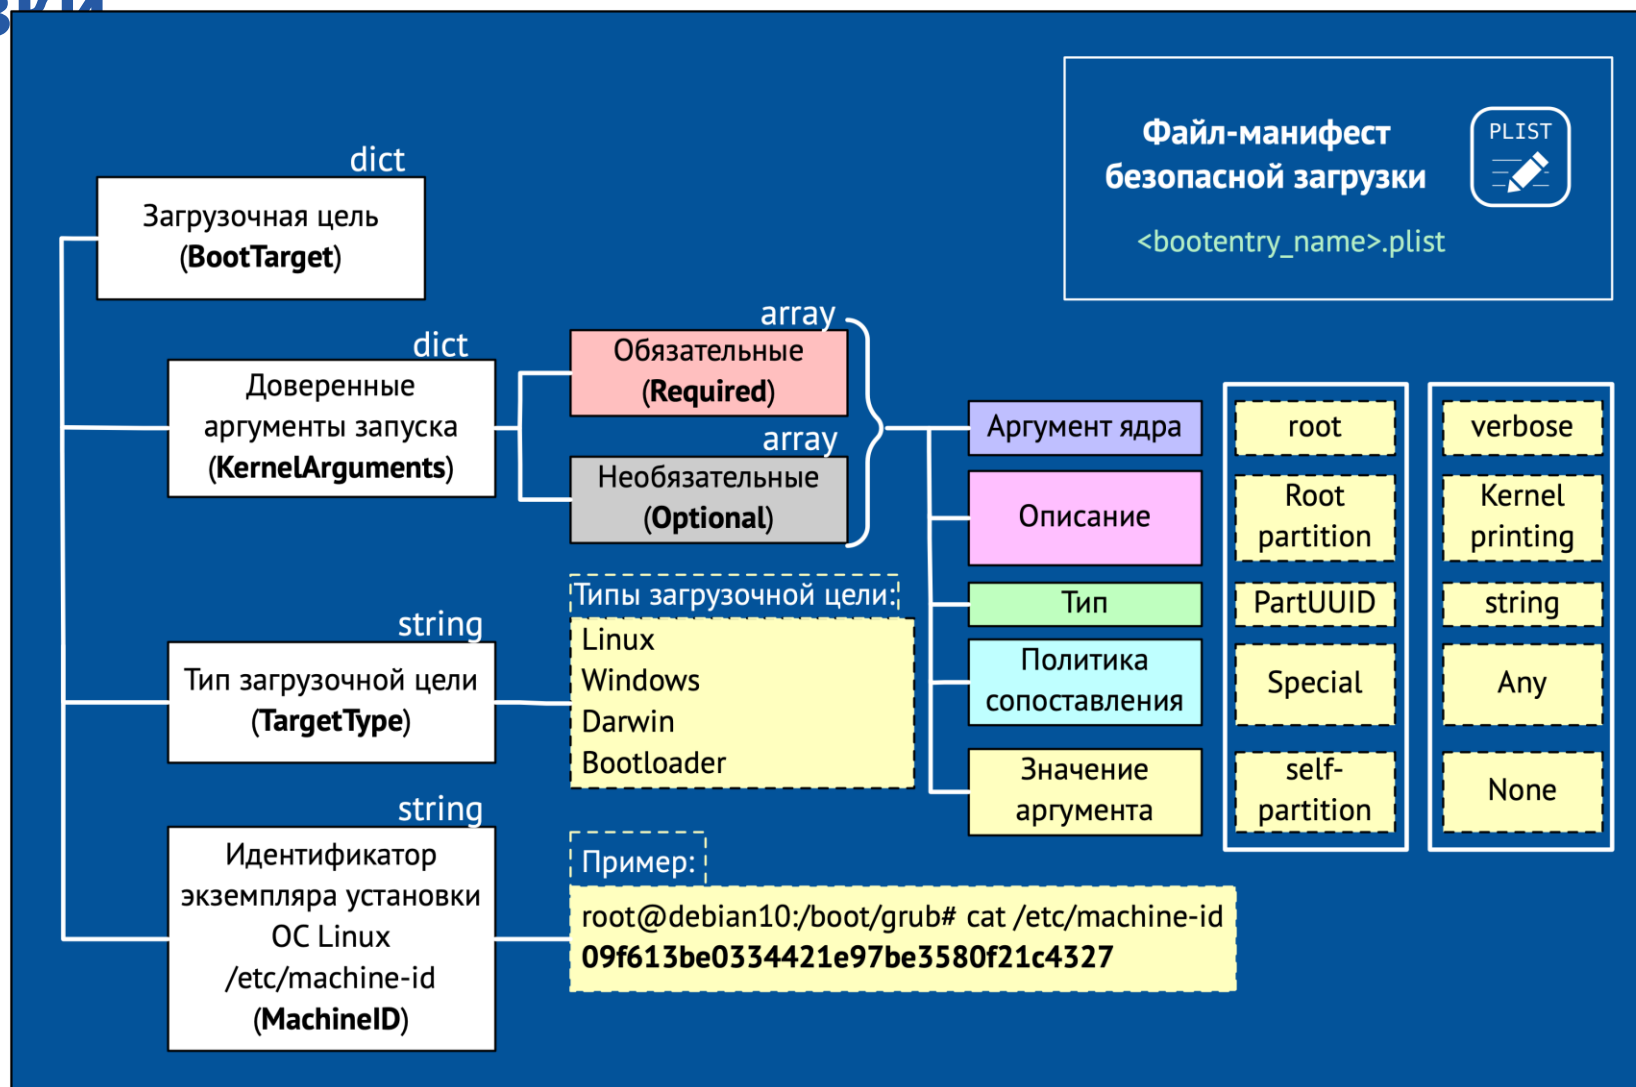 Файл-манифест
безопасной загрузки
<bootentry_name>.plist
PLIST
dict
Загрузочная цель
(BootTarget)
dict
Доверенные
аргументы запуска
(KernelArguments)
array
Обязательные
(Required)
array
Необязательные
(Optional)
Аргумент ядра
root
verbose
Описание
Root
partition
Kernel
printing
Тип
PartUUID
string
Политика
сопоставления
Special
Any
Значение
аргумента
self-
partition
None
string
Тип загрузочной цели
(TargetType)
Типы загрузочной цели:
Linux
Windows
Darwin
Bootloader
string
Идентификатор
экземпляра установки
ОС Linux
/etc/machine-id
(MachineID)
Пример:
root@debian10:/boot/grub# cat /etc/machine-id
09f613be0334421e97be3580f21c4327